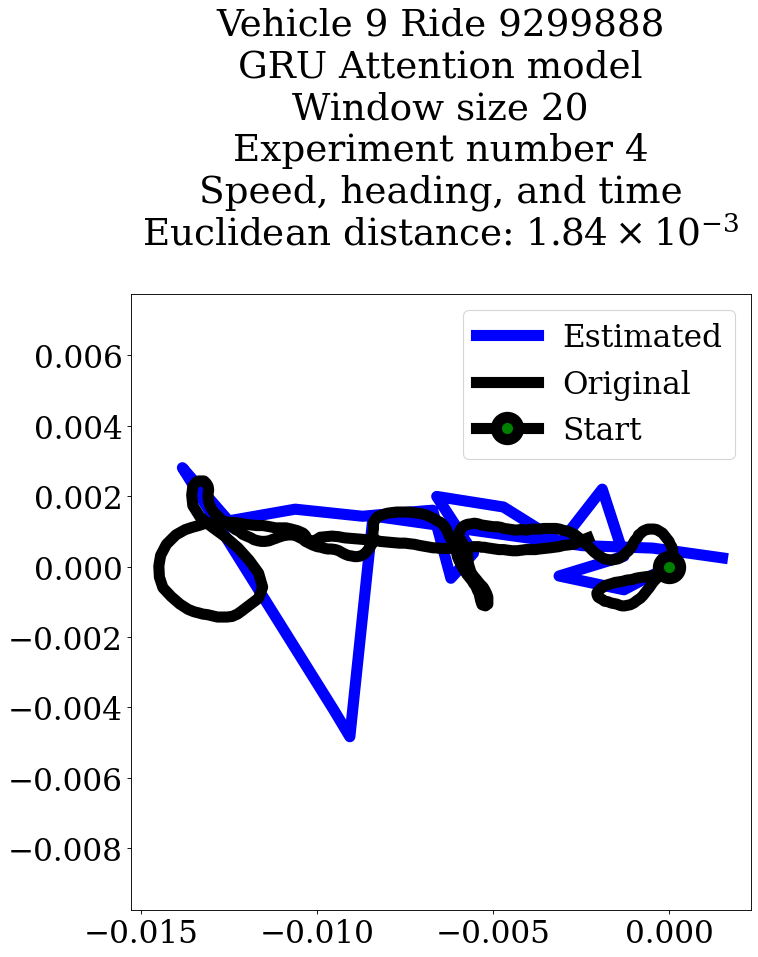 Vehicle 9 Ride 9299888
GRU Attention model
Window size 20
Experiment number 4
Speed, heading, and time
Euclidean distance: 1.84 × 10⁻³
Estimated
Original
Start
0.006
0.004
0.002
0.000
−0.002
−0.004
−0.006
−0.008
−0.015 −0.010 −0.005 0.000